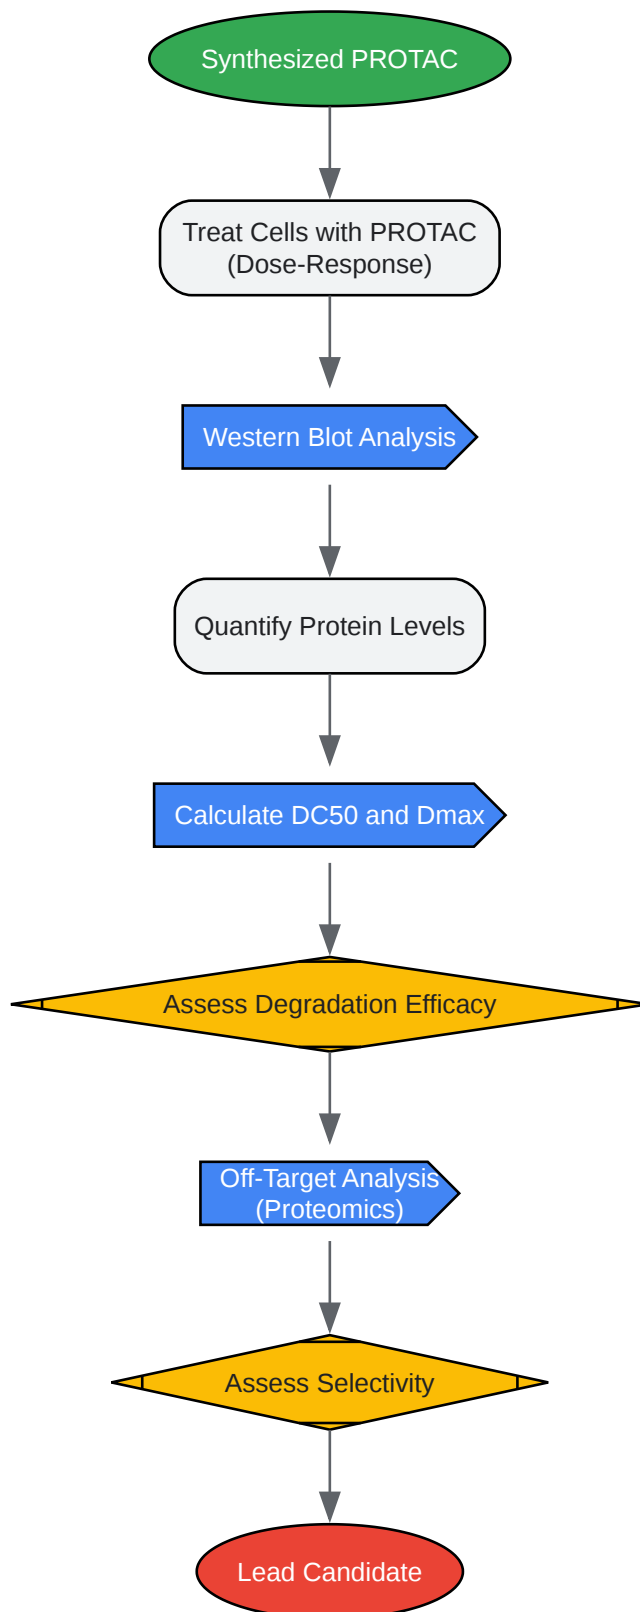 Synthesized PROTAC
Treat Cells with PROTAC
(Dose-Response)
Western Blot Analysis
Quantify Protein Levels
Calculate DC50 and Dmax
Assess Degradation Efficacy
Off-Target Analysis
(Proteomics)
Assess Selectivity
Lead Candidate